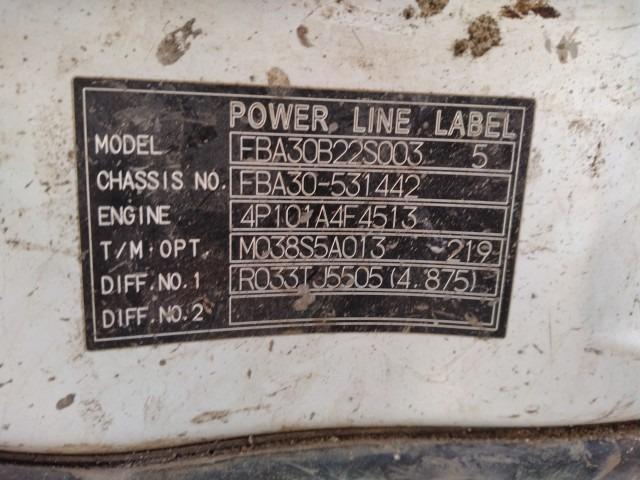 POWER LINE LABEL
MODEL FBA30B22S003 5
CHASSIS NO. FBA30-531442
ENGINE 4P101A4F4513
T/M·OPT. M038S5A013 219
DIFF.NO.1 R033TJ5505(4.875)
DIFF.NO.2